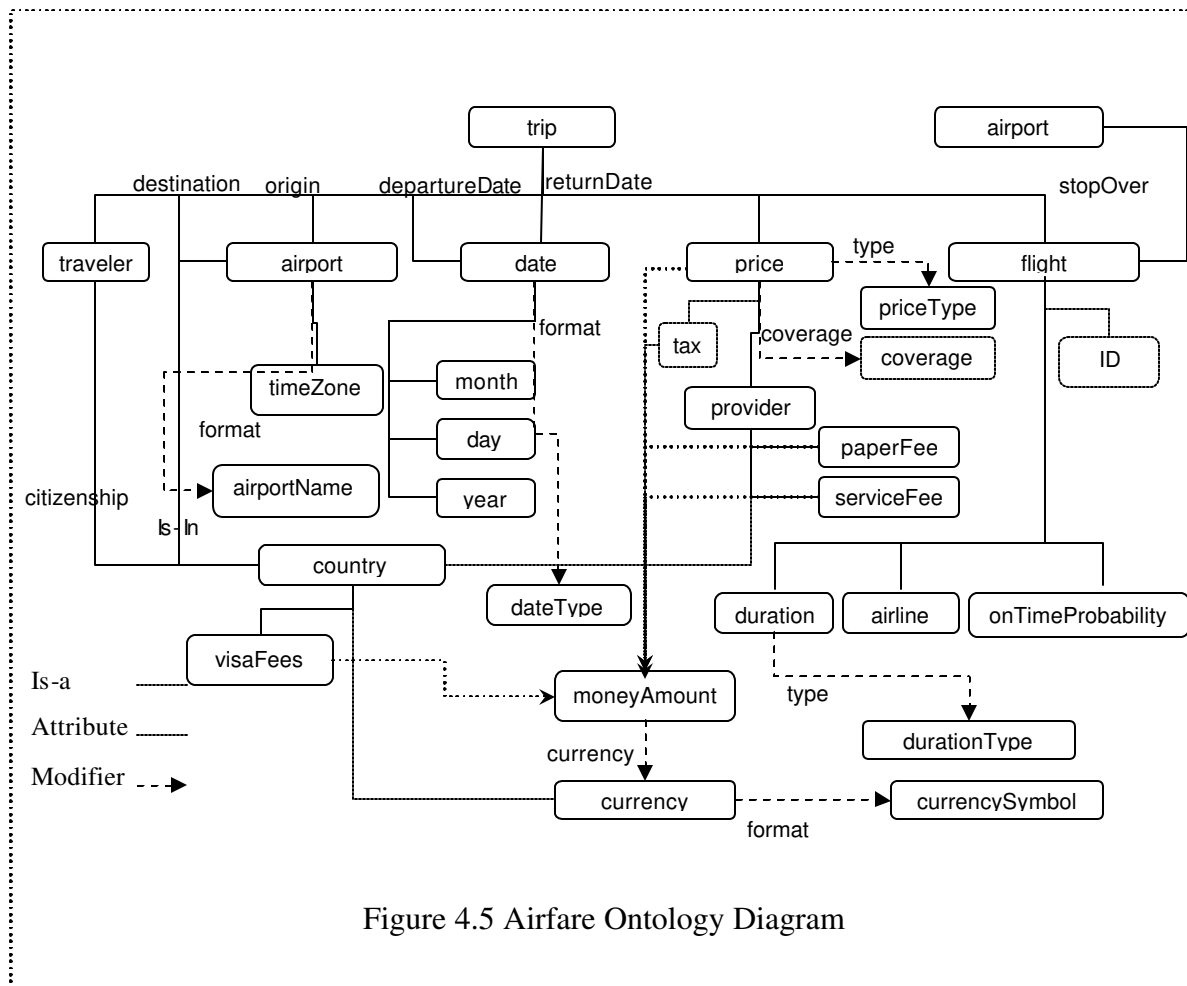 trip
airport
destination
origin
departureDate
returnDate
stopOver
traveler
airport
date
price
type
flight
priceType
format
tax
coverage
coverage
ID
timeZone
month
provider
format
day
paperFee
airportName
year
serviceFee
citizenship
Is-In
country
dateType
duration
airline
onTimeProbability
visaFees
Is-a
moneyAmount
type
Attribute
durationType
currency
Modifier
currency
currencySymbol
format
Figure 4.5 Airfare Ontology Diagram